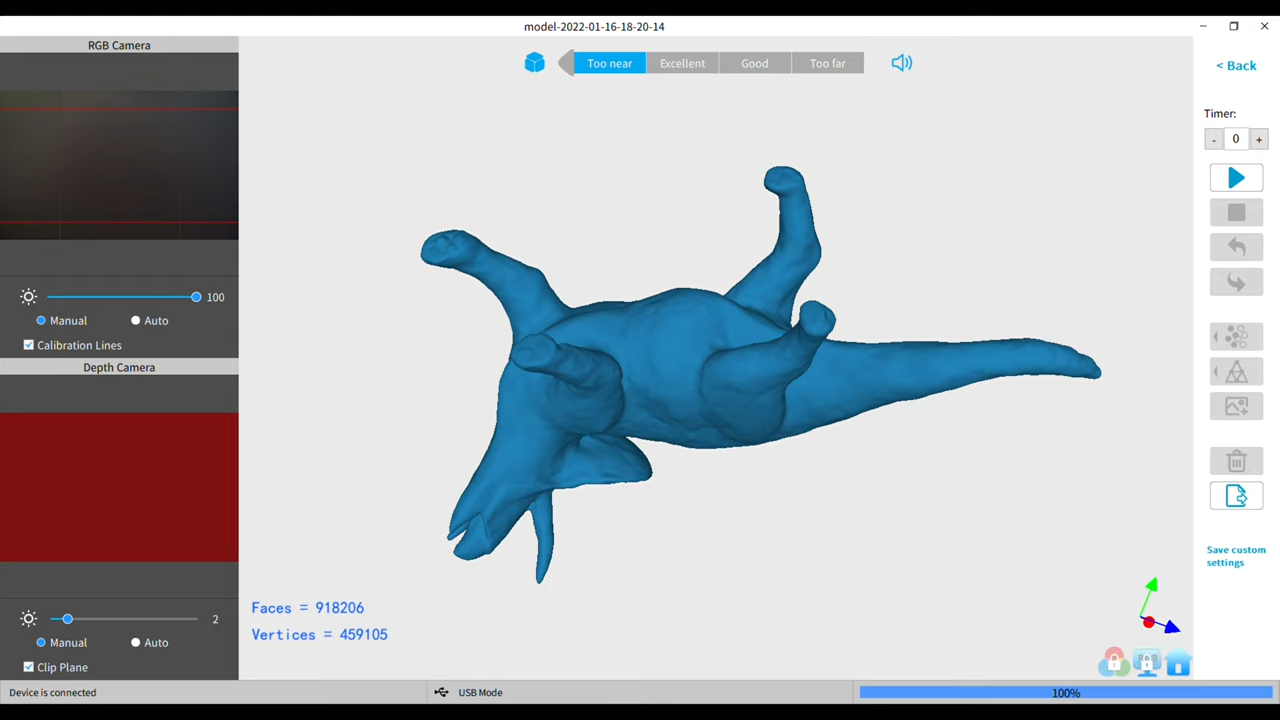 model-2022-01-16-18-20-14
RGB Camera
Too near
Excellent
Good
Too far
< Back
Timer:
- 0 +
100
Manual
Auto
Calibration Lines
Depth Camera
2
Manual
Auto
Clip Plane
Faces = 918206
Vertices = 459105
Save custom
settings
Device is connected
USB Mode
100%